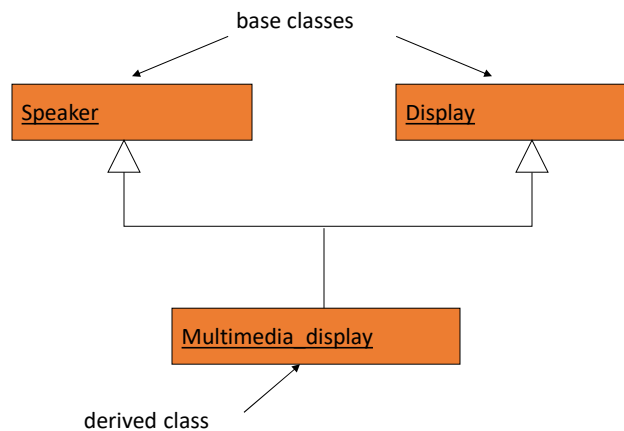 base classes
Speaker
Display
Multimedia_display
derived class